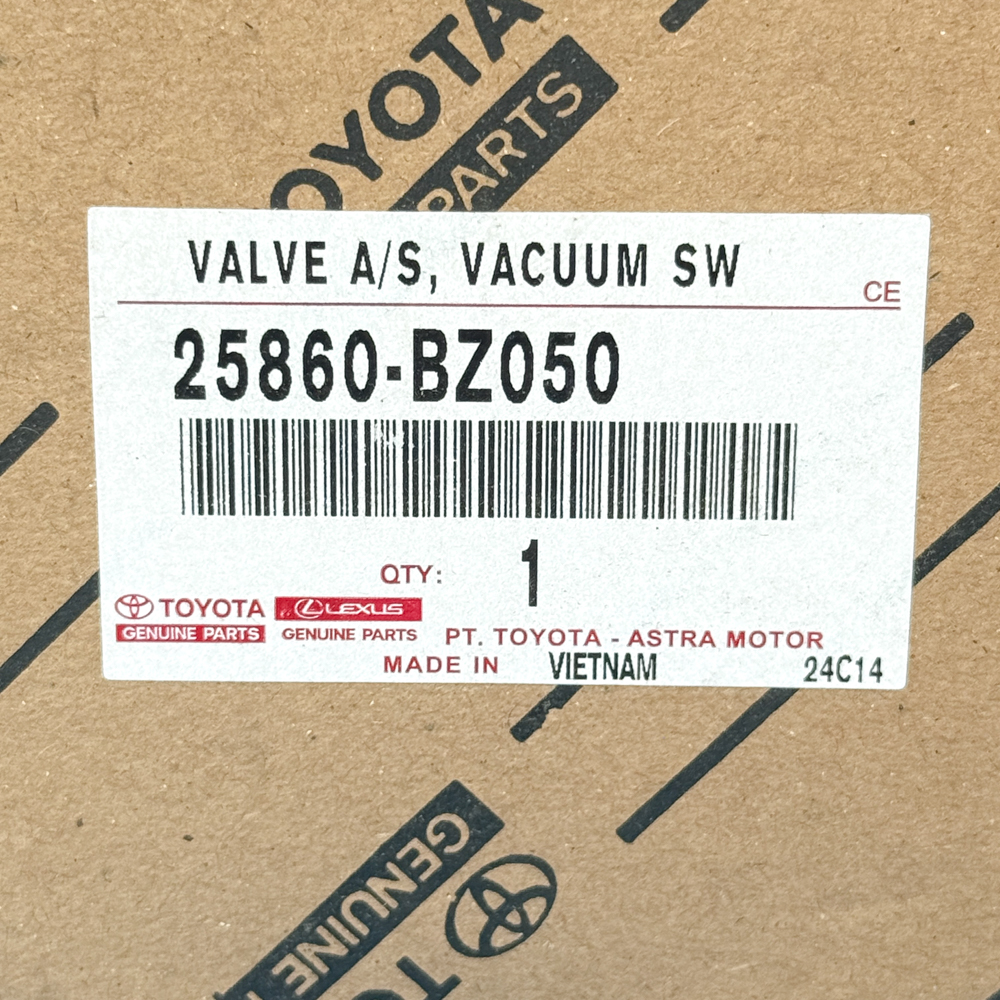 TOYOTA
PARTS
VALVE A/S, VACUUM SW
CE
25860-BZ050
QTY: 1
TOYOTA LEXUS
GENUINE PARTS GENUINE PARTS PT. TOYOTA - ASTRA MOTOR
MADE IN VIETNAM 24C14
GENUINE